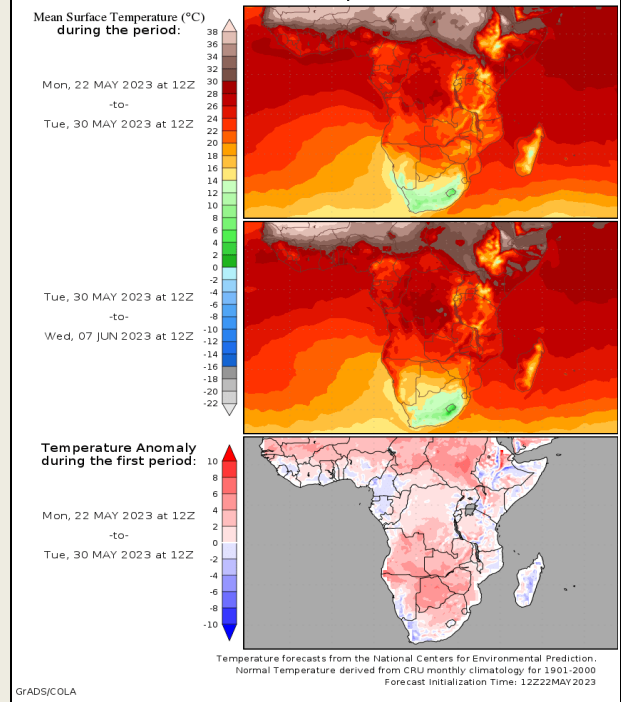 Mean Surface Temperature (°C)
during the period:
Mon, 22 MAY 2023 at 12Z
-to-
Tue, 30 MAY 2023 at 12Z
38
36
34
32
30
28
26
24
22
20
18
16
14
12
10
8
6
4
2
0
-2
-4
-6
-8
-10
-12
-14
-16
-18
-20
-22
Tue, 30 MAY 2023 at 12Z
-to-
Wed, 07 JUN 2023 at 12Z
Temperature Anomaly
during the first period:
Mon, 22 MAY 2023 at 12Z
-to-
Tue, 30 MAY 2023 at 12Z
10
8
6
4
2
0
-2
-4
-6
-8
-10
Temperature forecasts from the National Centers for Environmental Prediction.
Normal Temperature derived from CRU monthly climatology for 1901-2000
Forecast Initialization Time: 12Z22MAY2023
GrADS/COLA